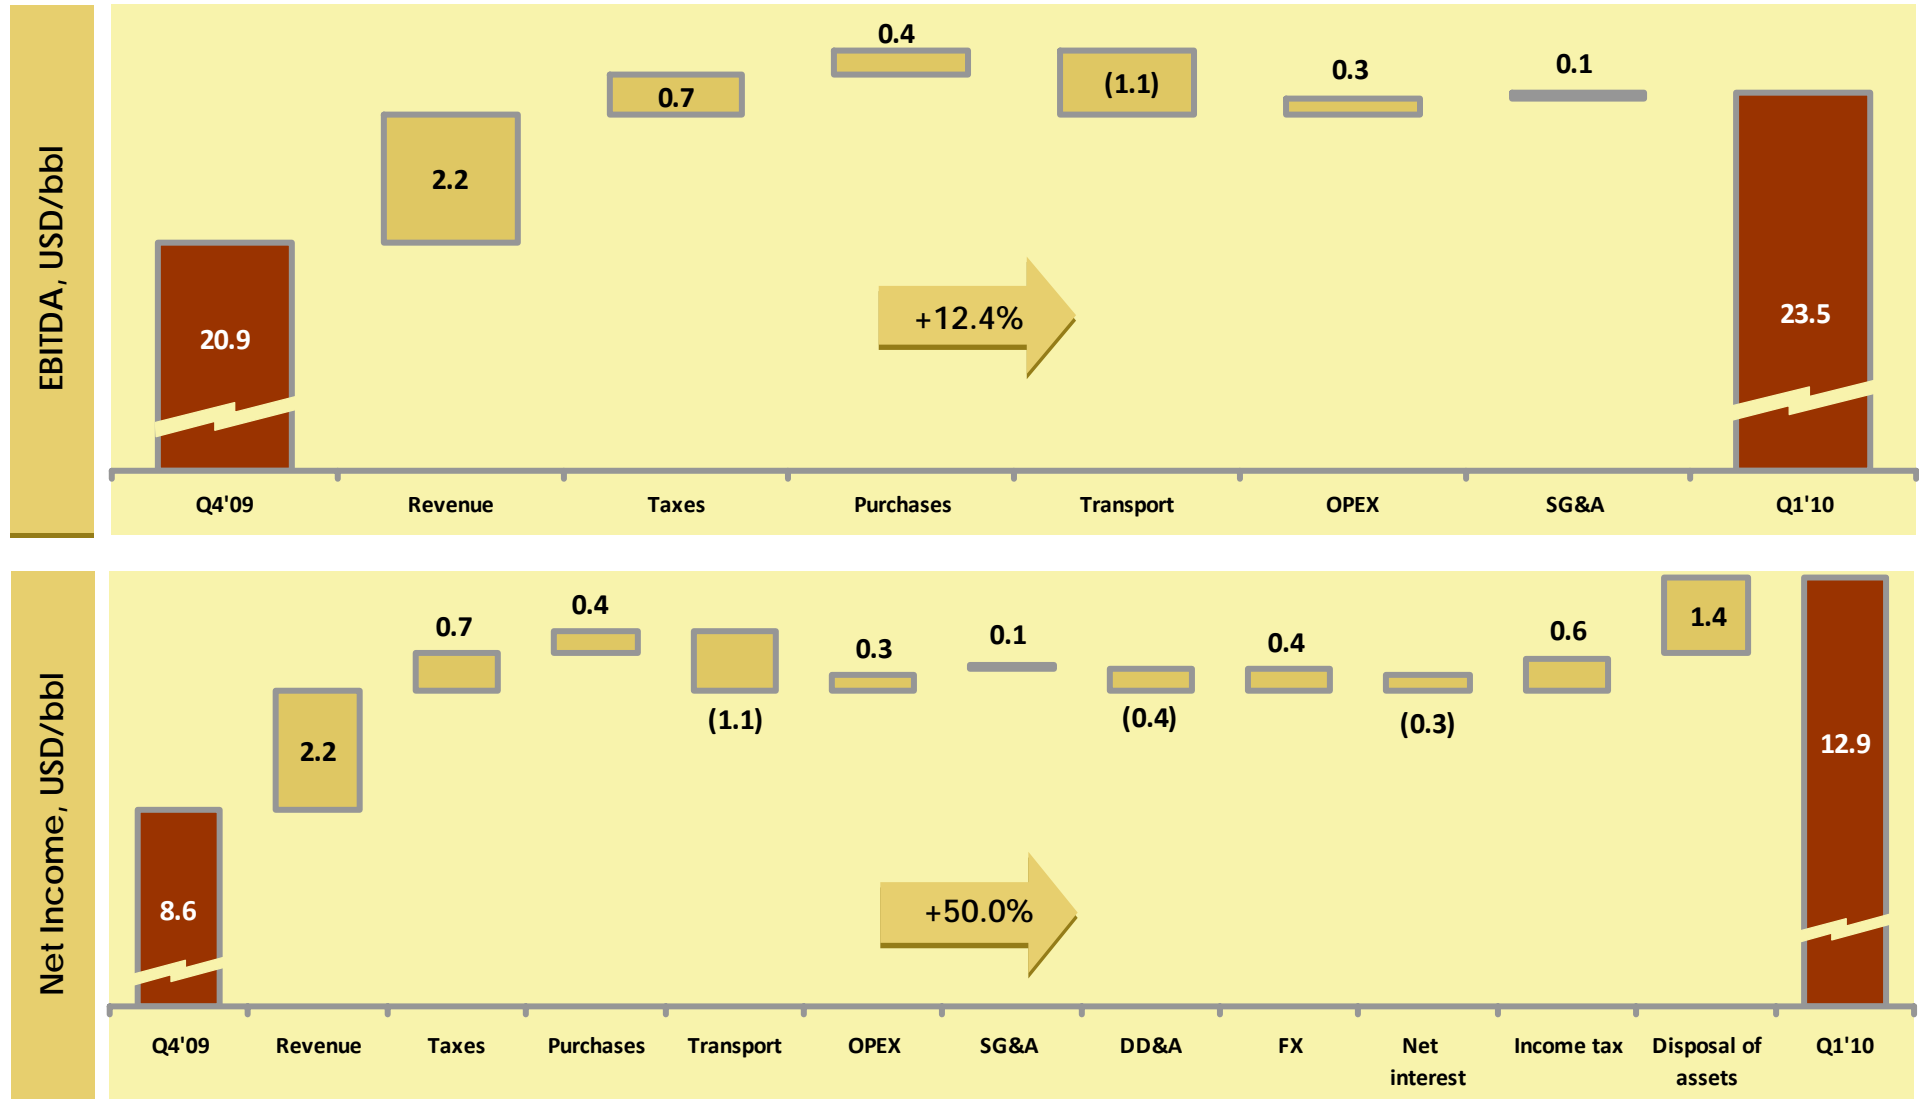 EBITDA, USD/bbl
20.9
2.2
0.7
0.4
(1.1)
0.3
0.1
23.5
+12.4%
Q4'09
Revenue
Taxes
Purchases
Transport
OPEX
SG&A
Q1'10
Net Income, USD/bbl
8.6
2.2
0.7
0.4
(1.1)
0.3
0.1
(0.4)
0.4
(0.3)
0.6
1.4
12.9
+50.0%
Q4'09
Revenue
Taxes
Purchases
Transport
OPEX
SG&A
DD&A
FX
Net
interest
Income tax
Disposal of
assets
Q1'10